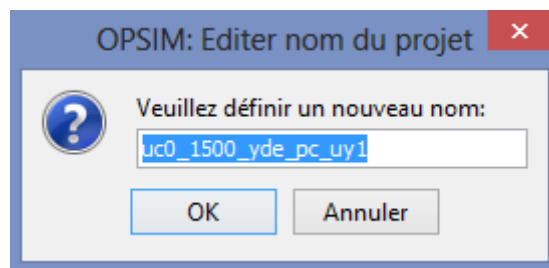 OPSIM: Editer nom du projet
Veuillez définir un nouveau nom:
uc0_1500_yde_pc_uy1
OK Annuler